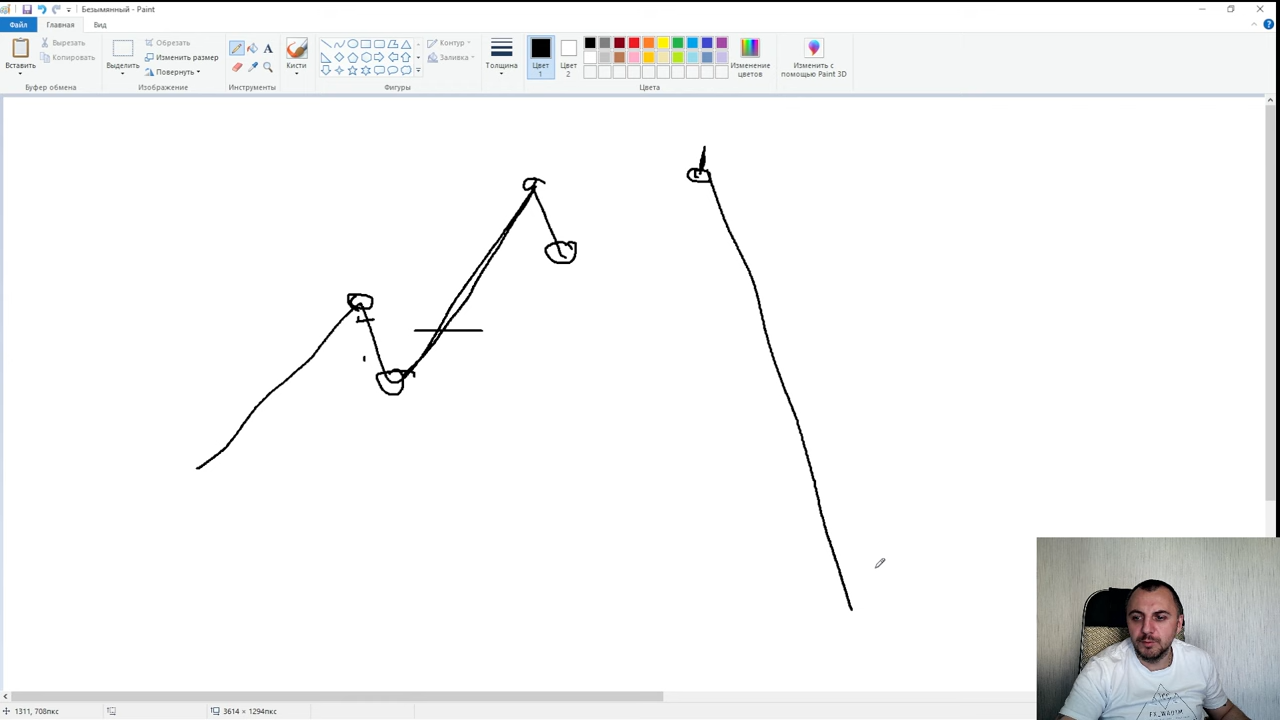 Безымянный - Paint
Файл Главная Вид
Вставить
Вырезать
Копировать
Буфер обмена
Выделить
Обрезать
Изменить размер
Повернуть
Изображение
Инструменты
Кисти
Контур
Заливка
Фигуры
Толщина
Цвет 1
Цвет 2
Изменение цветов
Цвета
Изменить с помощью Paint 3D
1311, 708пкс
3614 × 1294пкс